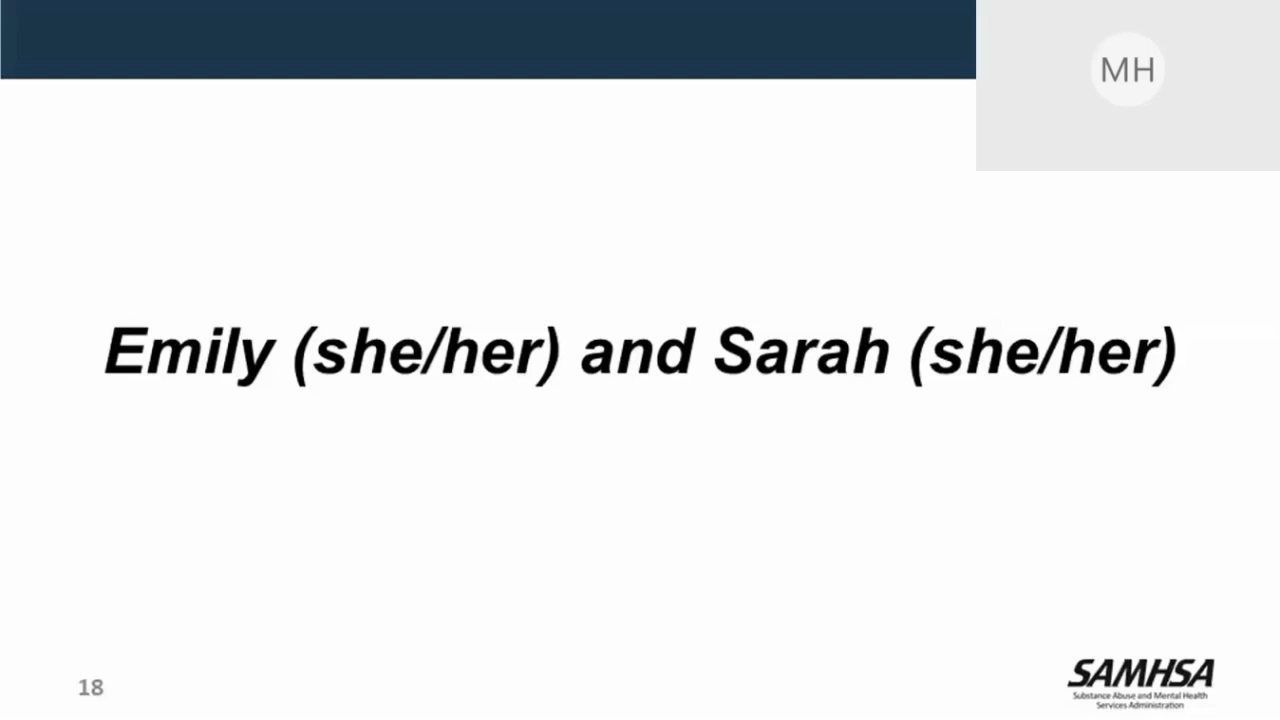 MH
Emily (she/her) and Sarah (she/her)
18
SAMHSA
Substance Abuse and Mental Health
Services Administration